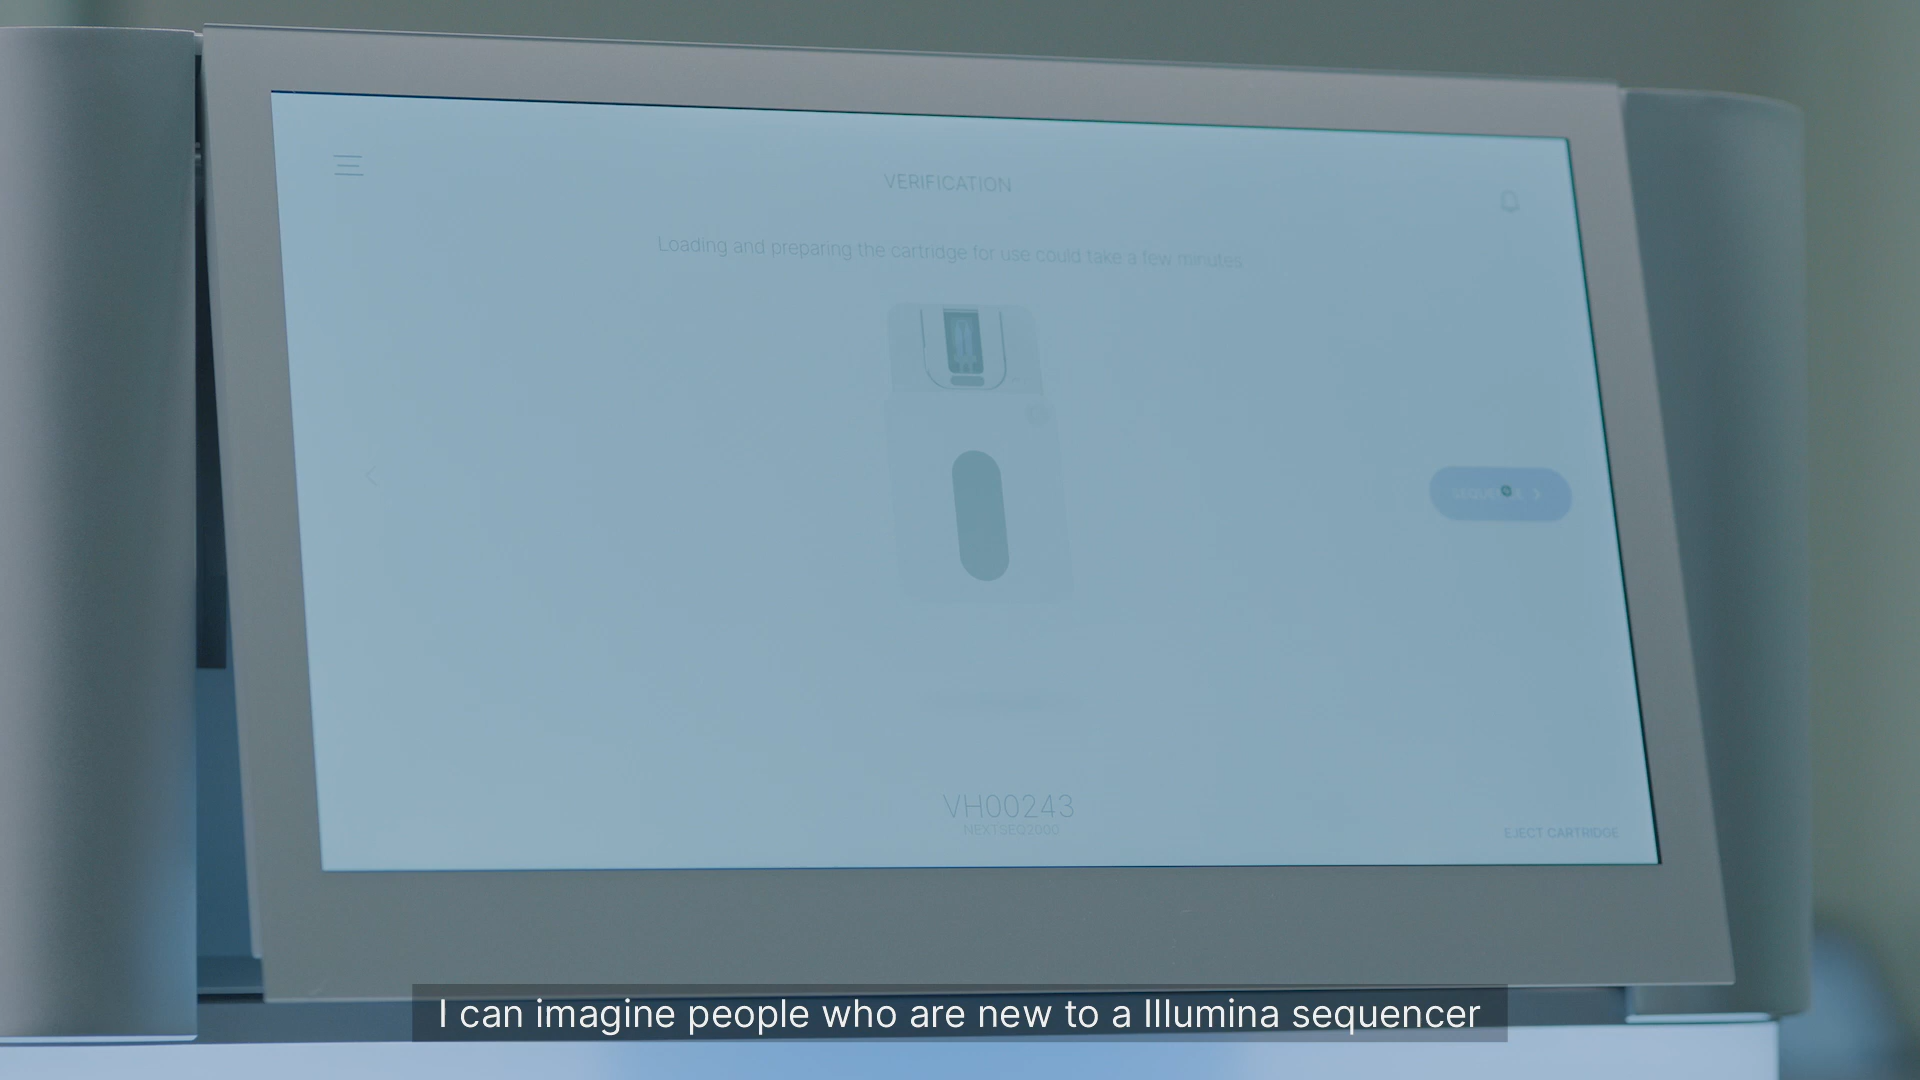 VERIFICATION
Loading and preparing the cartridge for use could take a few minutes
VH00243
NEXTSEQ2000
EJECT CARTRIDGE
I can imagine people who are new to a Illumina sequencer